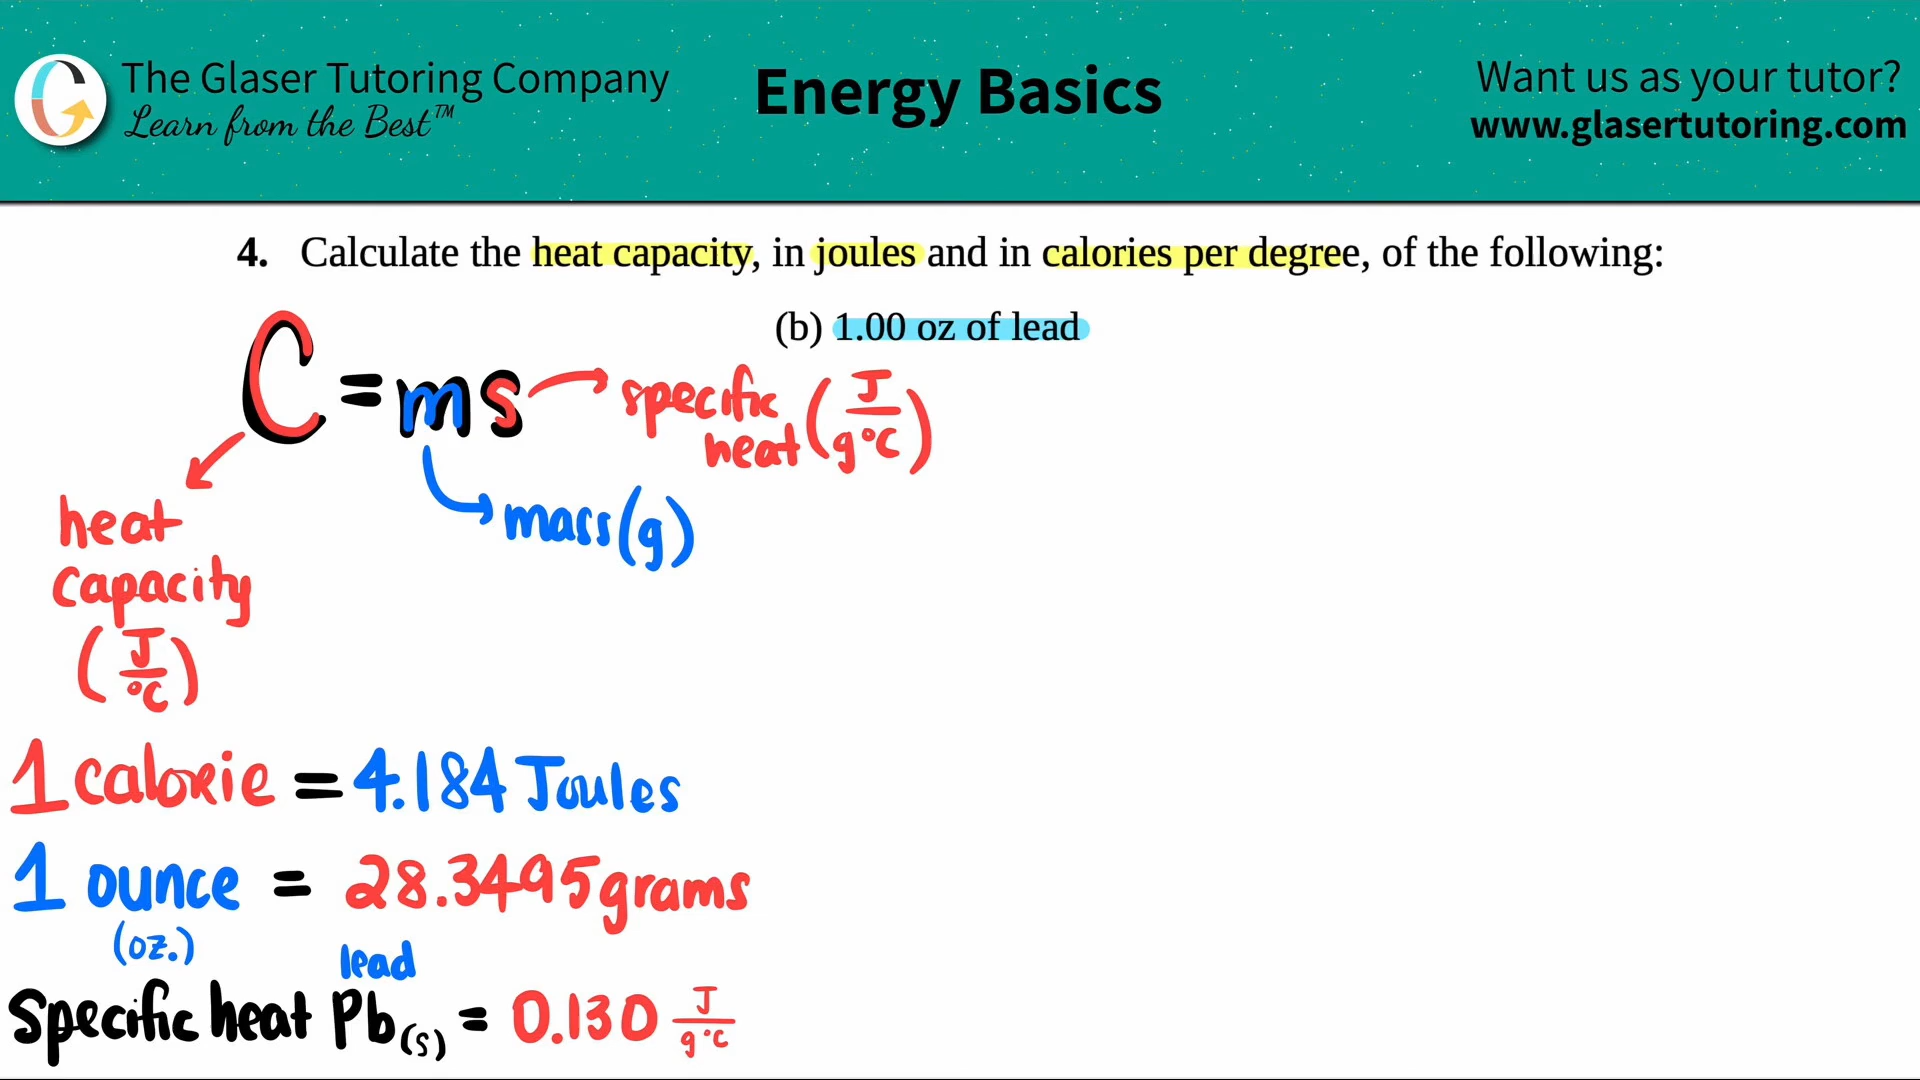 The Glaser Tutoring Company
Learn from the Best™
Energy Basics
Want us as your tutor?
www.glasertutoring.com
4. Calculate the heat capacity, in joules and in calories per degree, of the following:
(b) 1.00 oz of lead
C = ms
specific heat (J/g°C)
mass (g)
heat
capacity
(J/°C)
1 calorie = 4.184 Joules
1 ounce = 28.3495 grams
(oz.)
lead
Specific heat Pb(s) = 0.130 J/g°C